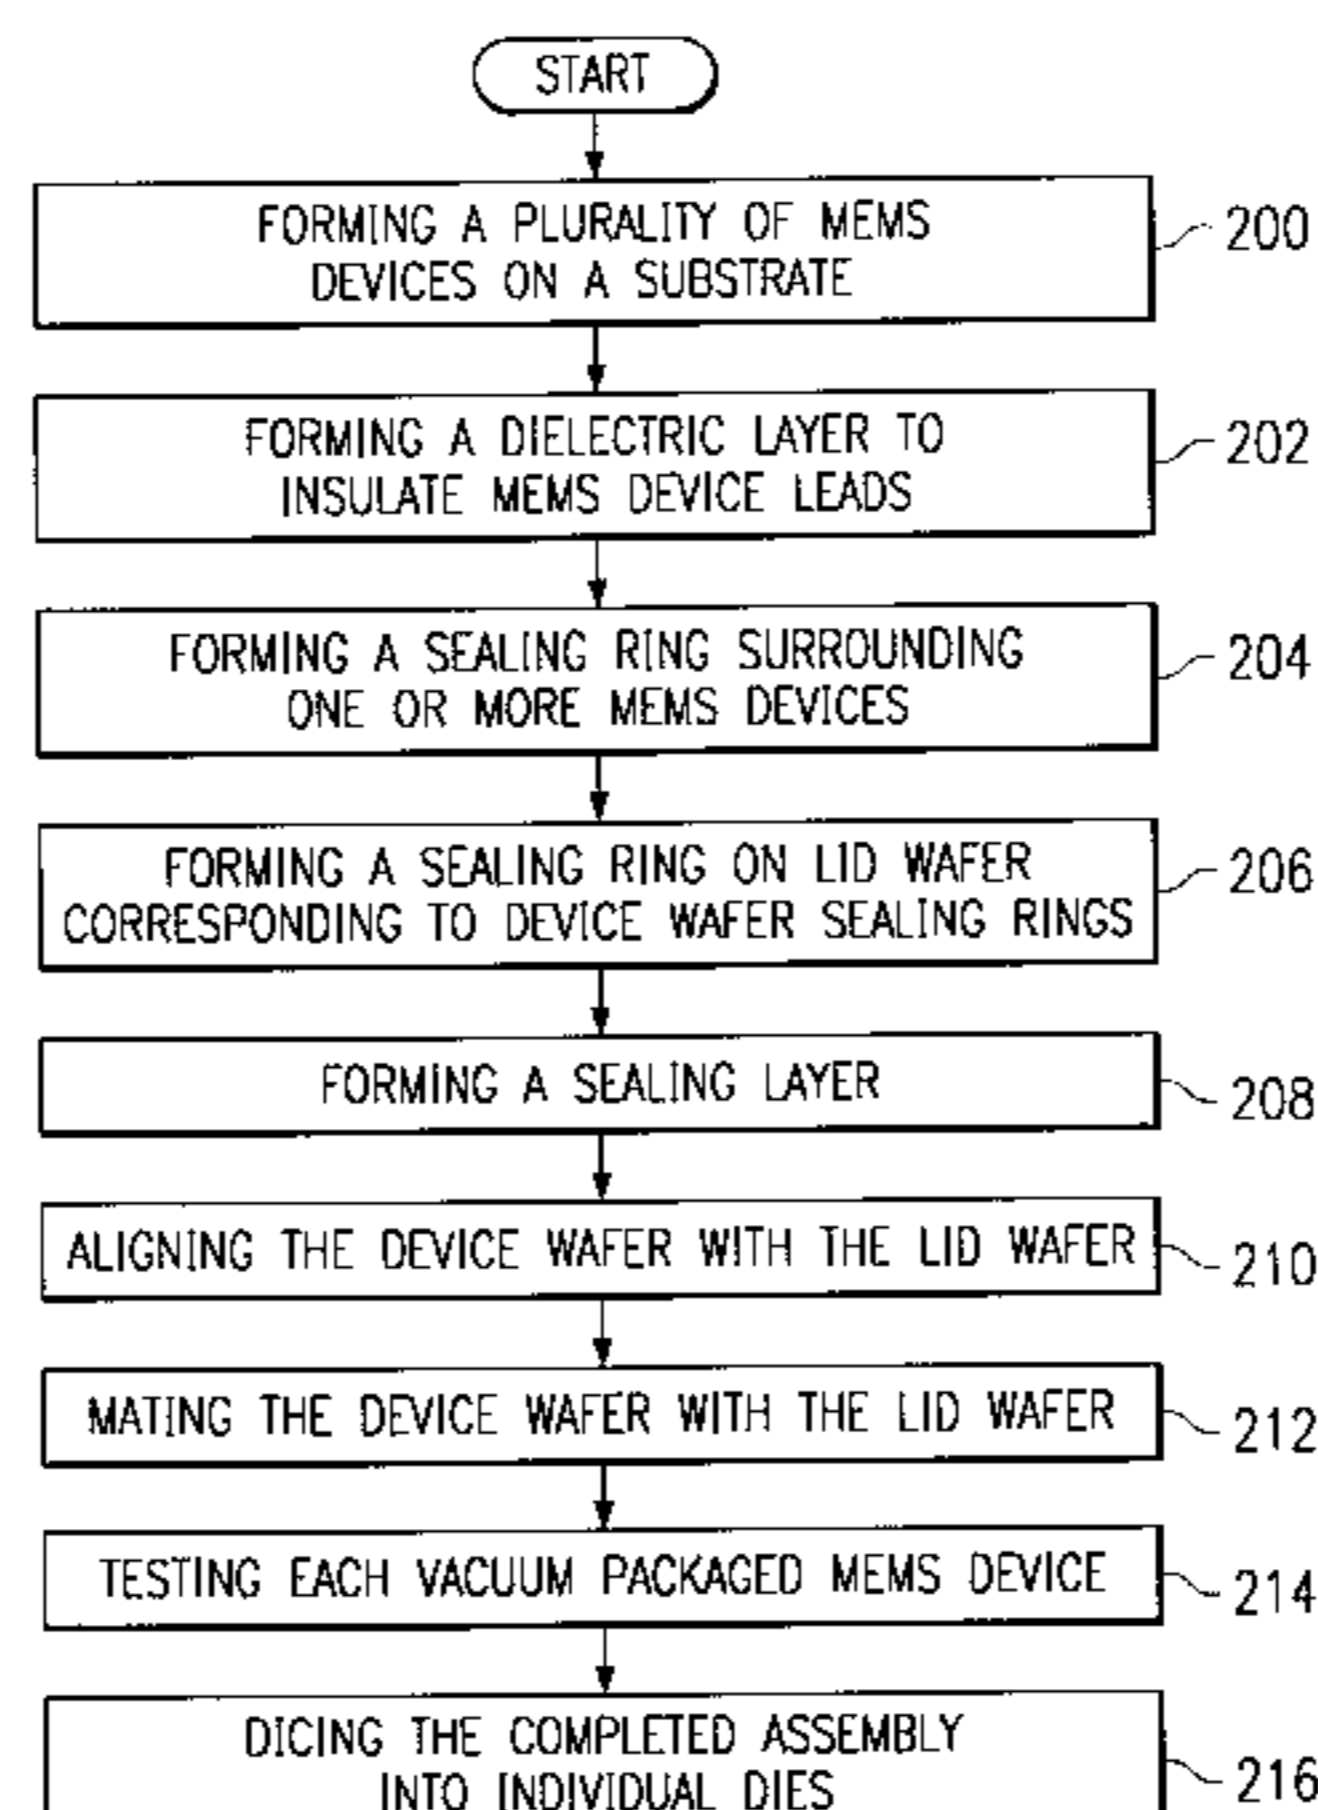 START
FORMING A PLURALITY OF MEMS
DEVICES ON A SUBSTRATE
200
FORMING A DIELECTRIC LAYER TO
INSULATE MEMS DEVICE LEADS
202
FORMING A SEALING RING SURROUNDING
ONE OR MORE MEMS DEVICES
204
FORMING A SEALING RING ON LID WAFER
CORRESPONDING TO DEVICE WAFER SEALING RINGS
206
FORMING A SEALING LAYER
208
ALIGNING THE DEVICE WAFER WITH THE LID WAFER
210
MATING THE DEVICE WAFER WITH THE LID WAFER
212
TESTING EACH VACUUM PACKAGED MEMS DEVICE
214
DICING THE COMPLETED ASSEMBLY
INTO INDIVIDUAL DIES
216